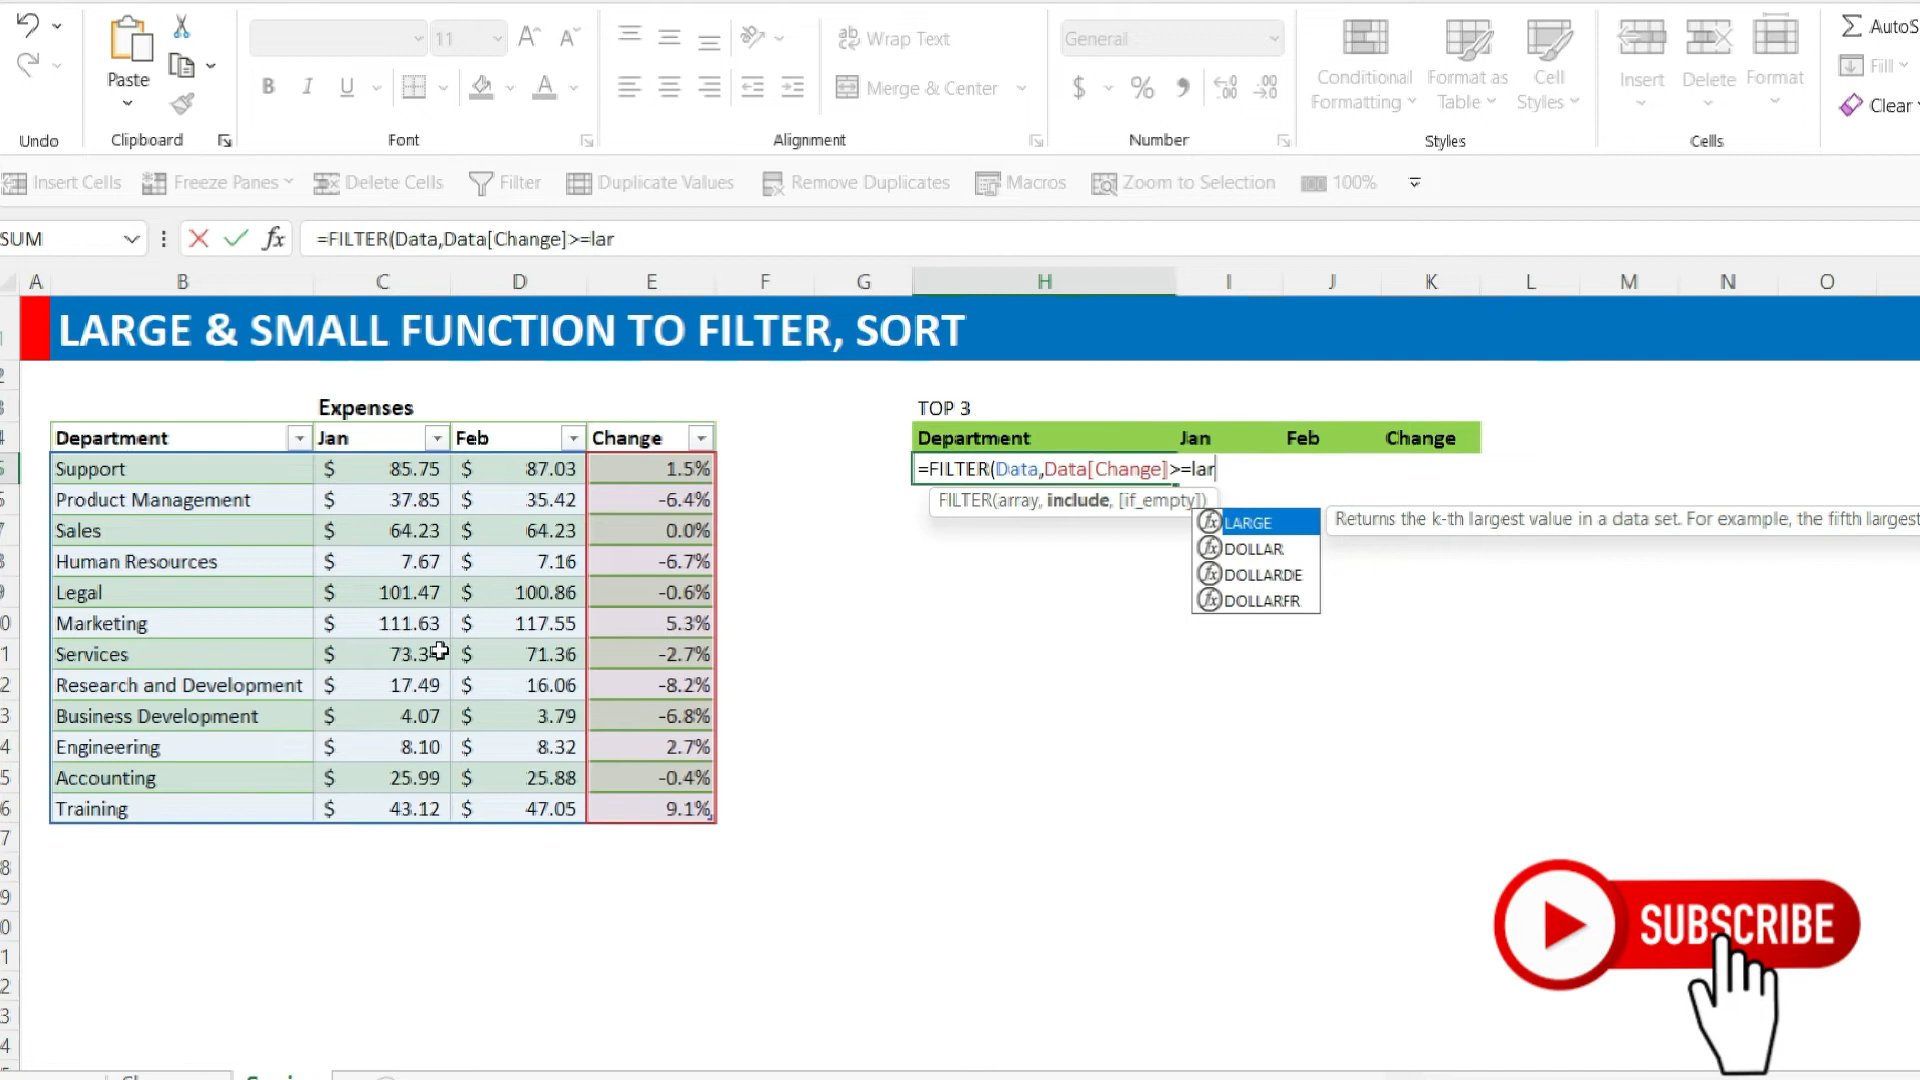 11
General
AutoS
Wrap Text
Fill
Paste
B I U
Merge & Center
$ % 9
Conditional Formatting
Format as Table
Cell Styles
Insert
Delete
Format
Clear
Undo
Clipboard
Font
Alignment
Number
Styles
Cells
Insert Cells
Freeze Panes
Delete Cells
Filter
Duplicate Values
Remove Duplicates
Macros
Zoom to Selection
100%
SUM
fx
=FILTER(Data,Data[Change]>=lar
A B C D E F G H I J K L M N O
LARGE & SMALL FUNCTION TO FILTER, SORT
Expenses
TOP 3
Department Jan Feb Change
Department Jan Feb Change
Support $ 85.75 $ 87.03 1.5%
=FILTER(Data,Data[Change]>=lar
Product Management $ 37.85 $ 35.42 -6.4%
FILTER(array, include, [if_empty])
LARGE
Returns the k-th largest value in a data set. For example, the fifth largest
DOLLAR
DOLLARDE
DOLLARFR
Sales $ 64.23 $ 64.23 0.0%
Human Resources $ 7.67 $ 7.16 -6.7%
Legal $ 101.47 $ 100.86 -0.6%
Marketing $ 111.63 $ 117.55 5.3%
Services $ 73.3 $ 71.36 -2.7%
Research and Development $ 17.49 $ 16.06 -8.2%
Business Development $ 4.07 $ 3.79 -6.8%
Engineering $ 8.10 $ 8.32 2.7%
Accounting $ 25.99 $ 25.88 -0.4%
Training $ 43.12 $ 47.05 9.1%
SUBSCRIBE